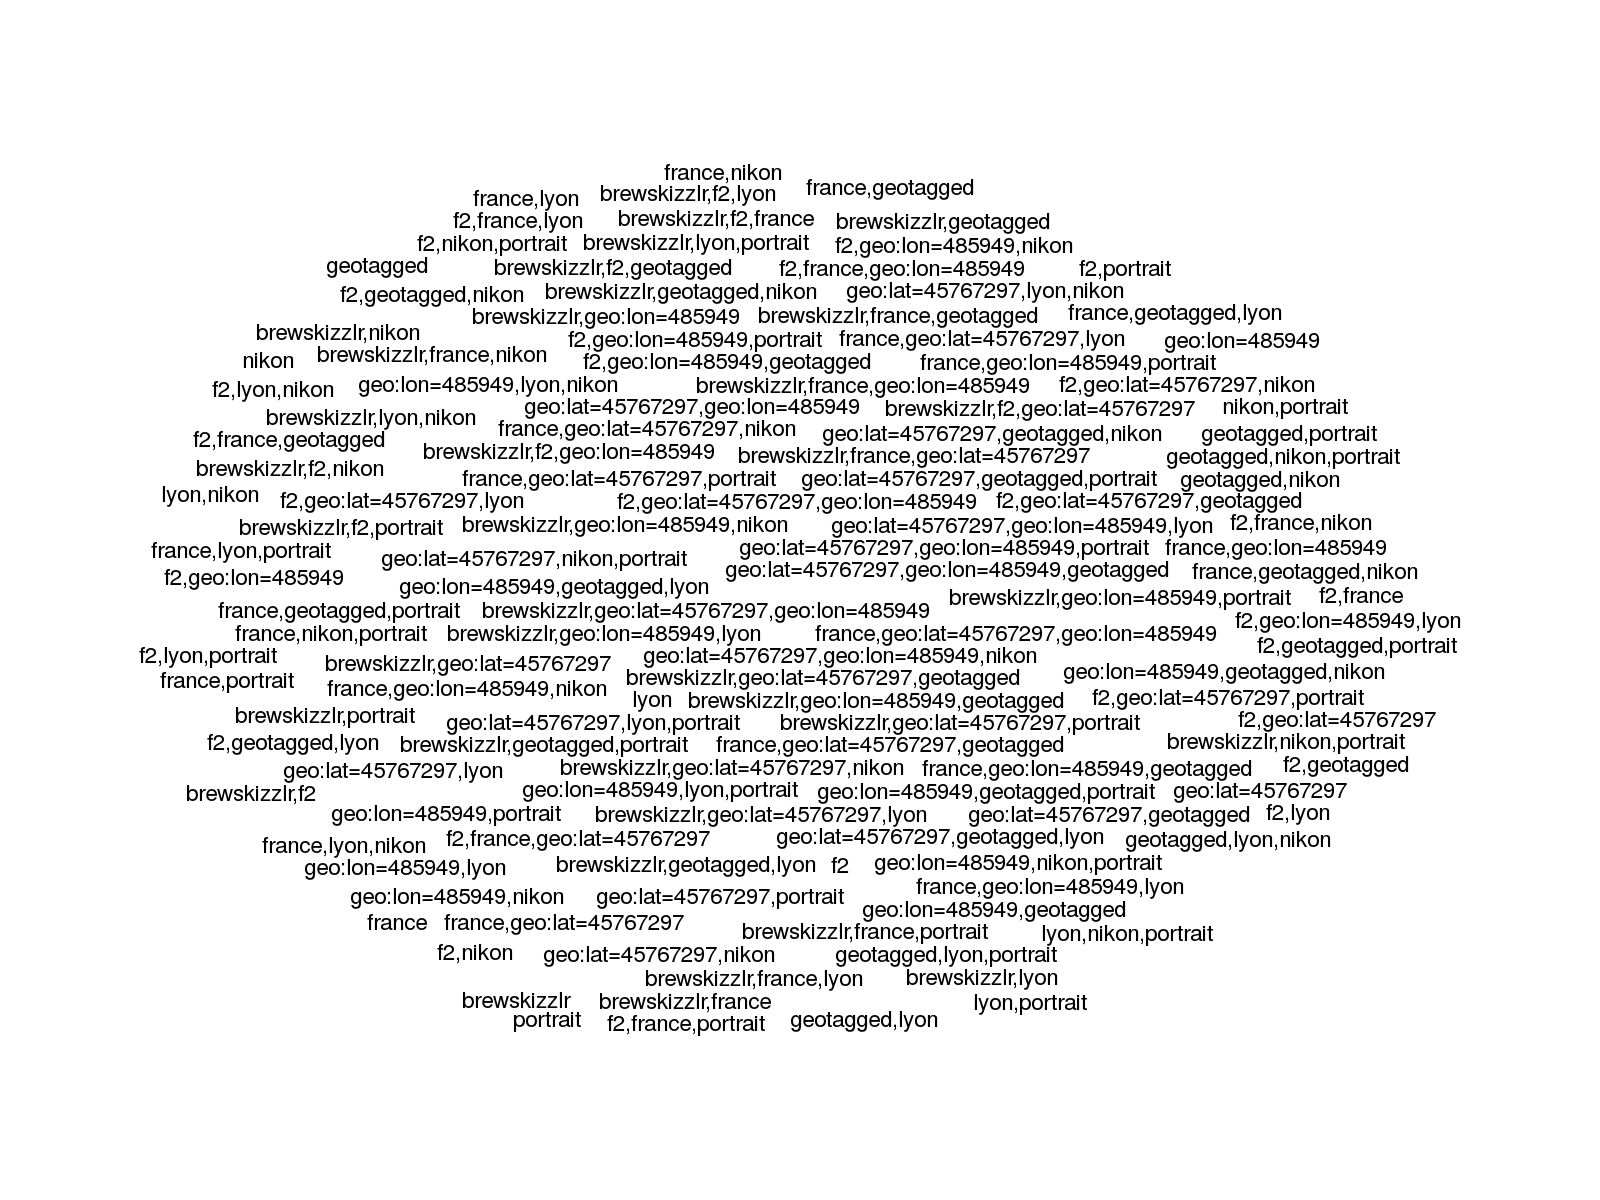 france,nikon
france,lyon brewskizzlr,f2,lyon france,geotagged
f2,france,lyon brewskizzlr,f2,france brewskizzlr,geotagged
f2,nikon,portrait brewskizzlr,lyon,portrait f2,geo:lon=485949,nikon
geotagged brewskizzlr,f2,geotagged f2,france,geo:lon=485949 f2,portrait
f2,geotagged,nikon brewskizzlr,geotagged,nikon geo:lat=45767297,lyon,nikon
brewskizzlr,geo:lon=485949 brewskizzlr,france,geotagged france,geotagged,lyon
brewskizzlr,nikon f2,geo:lon=485949,portrait france,geo:lat=45767297,lyon geo:lon=485949
nikon brewskizzlr,france,nikon f2,geo:lon=485949,geotagged france,geo:lon=485949,portrait
f2,lyon,nikon geo:lon=485949,lyon,nikon brewskizzlr,france,geo:lon=485949 f2,geo:lat=45767297,nikon
geo:lat=45767297,geo:lon=485949 brewskizzlr,f2,geo:lat=45767297 nikon,portrait
brewskizzlr,lyon,nikon france,geo:lat=45767297,nikon geo:lat=45767297,geotagged,nikon geotagged,portrait
f2,france,geotagged brewskizzlr,f2,geo:lon=485949 brewskizzlr,france,geo:lat=45767297 geotagged,nikon,portrait
brewskizzlr,f2,nikon france,geo:lat=45767297,portrait geo:lat=45767297,geotagged,portrait geotagged,nikon
lyon,nikon f2,geo:lat=45767297,lyon f2,geo:lat=45767297,geo:lon=485949 f2,geo:lat=45767297,geotagged
brewskizzlr,f2,portrait brewskizzlr,geo:lon=485949,nikon geo:lat=45767297,geo:lon=485949,lyon f2,france,nikon
france,lyon,portrait geo:lat=45767297,nikon,portrait geo:lat=45767297,geo:lon=485949,portrait france,geo:lon=485949
f2,geo:lon=485949 geo:lon=485949,geotagged,lyon geo:lat=45767297,geo:lon=485949,geotagged france,geotagged,nikon
brewskizzlr,geo:lon=485949,portrait f2,france
france,geotagged,portrait brewskizzlr,geo:lat=45767297,geo:lon=485949 f2,geo:lon=485949,lyon
france,nikon,portrait brewskizzlr,geo:lon=485949,lyon france,geo:lat=45767297,geo:lon=485949 f2,geotagged,portrait
f2,lyon,portrait brewskizzlr,geo:lat=45767297 geo:lat=45767297,geo:lon=485949,nikon
france,portrait france,geo:lon=485949,nikon brewskizzlr,geo:lat=45767297,geotagged geo:lon=485949,geotagged,nikon
lyon brewskizzlr,geo:lon=485949,geotagged f2,geo:lat=45767297,portrait
brewskizzlr,portrait geo:lat=45767297,lyon,portrait brewskizzlr,geo:lat=45767297,portrait f2,geo:lat=45767297
f2,geotagged,lyon brewskizzlr,geotagged,portrait france,geo:lat=45767297,geotagged brewskizzlr,nikon,portrait
geo:lat=45767297,lyon brewskizzlr,geo:lat=45767297,nikon france,geo:lon=485949,geotagged f2,geotagged
brewskizzlr,f2 geo:lon=485949,lyon,portrait geo:lon=485949,geotagged,portrait geo:lat=45767297
geo:lon=485949,portrait brewskizzlr,geo:lat=45767297,lyon geo:lat=45767297,geotagged f2,lyon
france,lyon,nikon f2,france,geo:lat=45767297 geo:lat=45767297,geotagged,lyon geotagged,lyon,nikon
geo:lon=485949,lyon brewskizzlr,geotagged,lyon f2 geo:lon=485949,nikon,portrait
geo:lon=485949,nikon geo:lat=45767297,portrait france,geo:lon=485949,lyon
france france,geo:lat=45767297 geo:lon=485949,geotagged
brewskizzlr,france,portrait lyon,nikon,portrait
f2,nikon geo:lat=45767297,nikon geotagged,lyon,portrait
brewskizzlr,france,lyon brewskizzlr,lyon
brewskizzlr brewskizzlr,france lyon,portrait
portrait f2,france,portrait geotagged,lyon